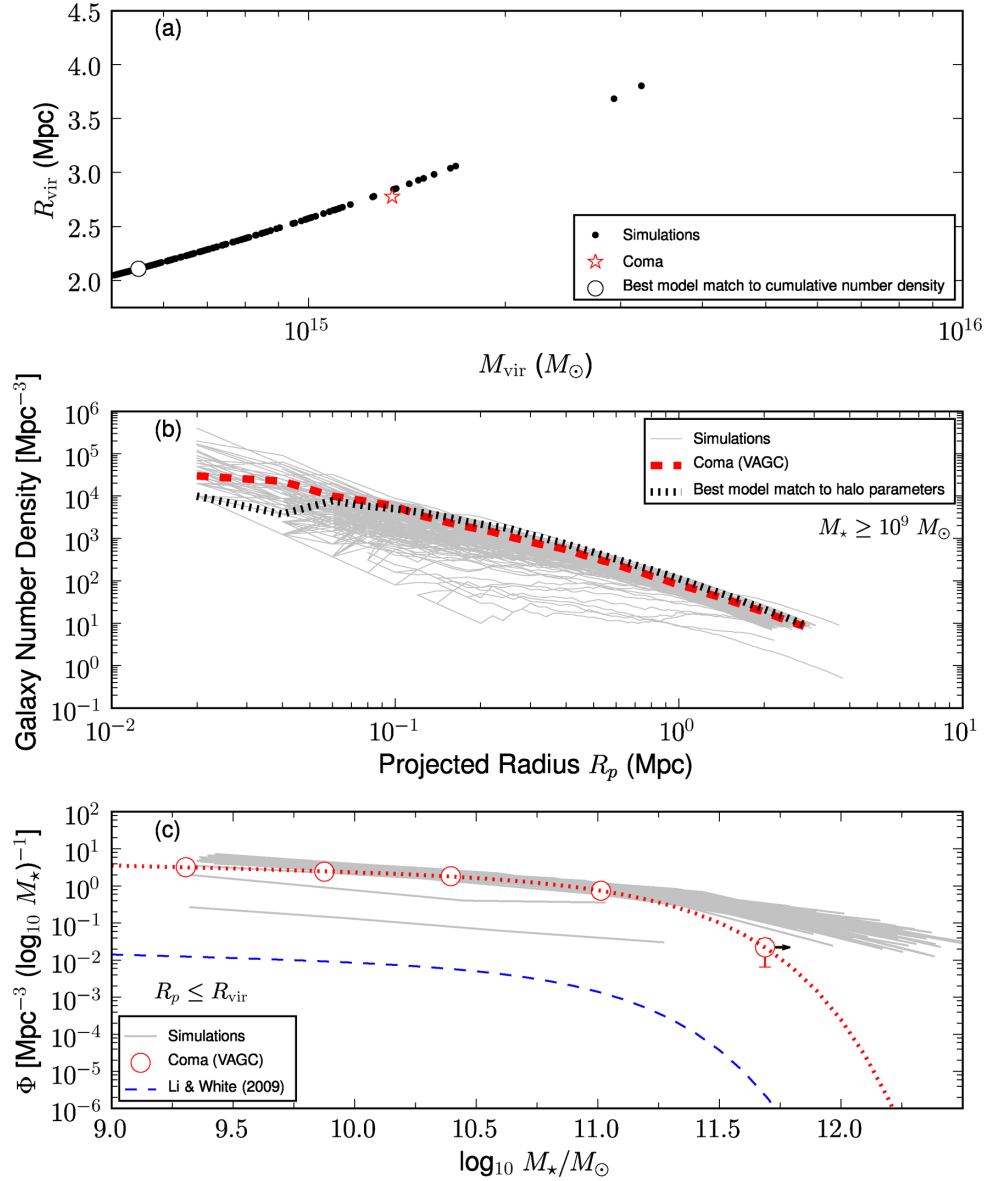 (a)
4.5
4.0
3.5
3.0
2.5
2.0
R_vir (Mpc)
Simulations
Coma
Best model match to cumulative number density
10^15
10^16
M_vir (M_⊙)
(b)
10^6
10^5
10^4
10^3
10^2
10^1
10^0
10^-1
Galaxy Number Density [Mpc^-3]
Simulations
Coma (VAGC)
Best model match to halo parameters
M_⋆ ≥ 10^9 M_⊙
10^-2
10^-1
10^0
10^1
Projected Radius R_p (Mpc)
(c)
10^2
10^1
10^0
10^-1
10^-2
10^-3
10^-4
10^-5
10^-6
Φ [Mpc^-3 (log_10 M_⋆)^-1]
R_p ≤ R_vir
Simulations
Coma (VAGC)
Li & White (2009)
9.0
9.5
10.0
10.5
11.0
11.5
12.0
log_10 M_⋆/M_⊙